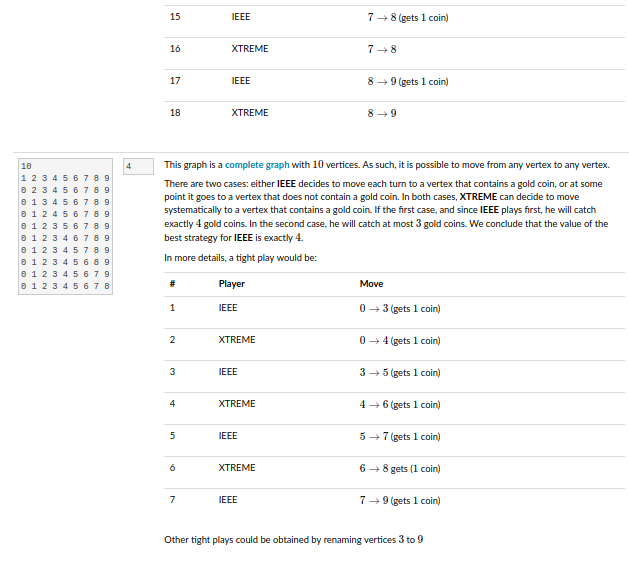 15 IEEE 7 → 8 (gets 1 coin)
16 XTREME 7 → 8
17 IEEE 8 → 9 (gets 1 coin)
18 XTREME 8 → 9
10
1 2 3 4 5 6 7 8 9
0 2 3 4 5 6 7 8 9
0 1 3 4 5 6 7 8 9
0 1 2 4 5 6 7 8 9
0 1 2 3 5 6 7 8 9
0 1 2 3 4 6 7 8 9
0 1 2 3 4 5 7 8 9
0 1 2 3 4 5 6 8 9
0 1 2 3 4 5 6 7 9
0 1 2 3 4 5 6 7 8
4
This graph is a complete graph with 10 vertices. As such, it is possible to move from any vertex to any vertex.
There are two cases: either IEEE decides to move each turn to a vertex that contains a gold coin, or at some
point it goes to a vertex that does not contain a gold coin. In both cases, XTREME can decide to move
systematically to a vertex that contains a gold coin. If the first case, and since IEEE plays first, he will catch
exactly 4 gold coins. In the second case, he will catch at most 3 gold coins. We conclude that the value of the
best strategy for IEEE is exactly 4.
In more details, a tight play would be:
# Player Move
1 IEEE 0 → 3 (gets 1 coin)
2 XTREME 0 → 4 (gets 1 coin)
3 IEEE 3 → 5 (gets 1 coin)
4 XTREME 4 → 6 (gets 1 coin)
5 IEEE 5 → 7 (gets 1 coin)
6 XTREME 6 → 8 gets (1 coin)
7 IEEE 7 → 9 (gets 1 coin)
Other tight plays could be obtained by renaming vertices 3 to 9